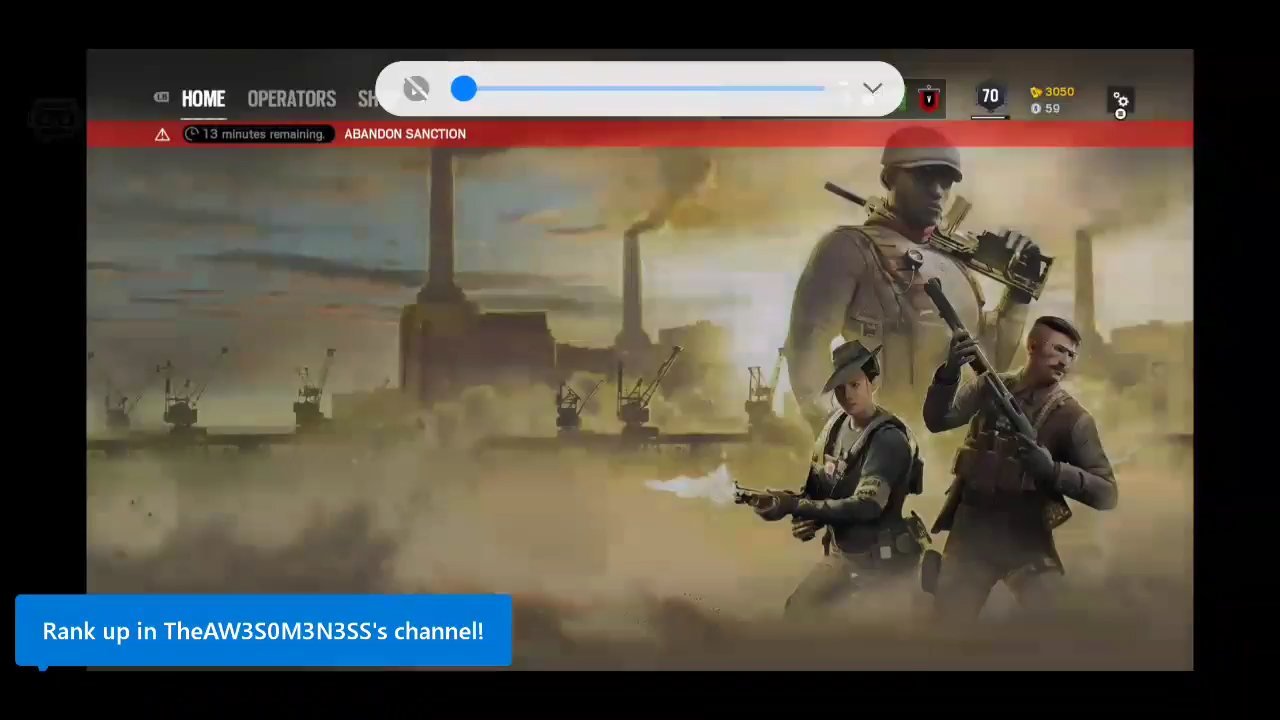 HOME OPERATORS SH
70 3050
59
13 minutes remaining. ABANDON SANCTION
Rank up in TheAW3S0M3N3SS's channel!